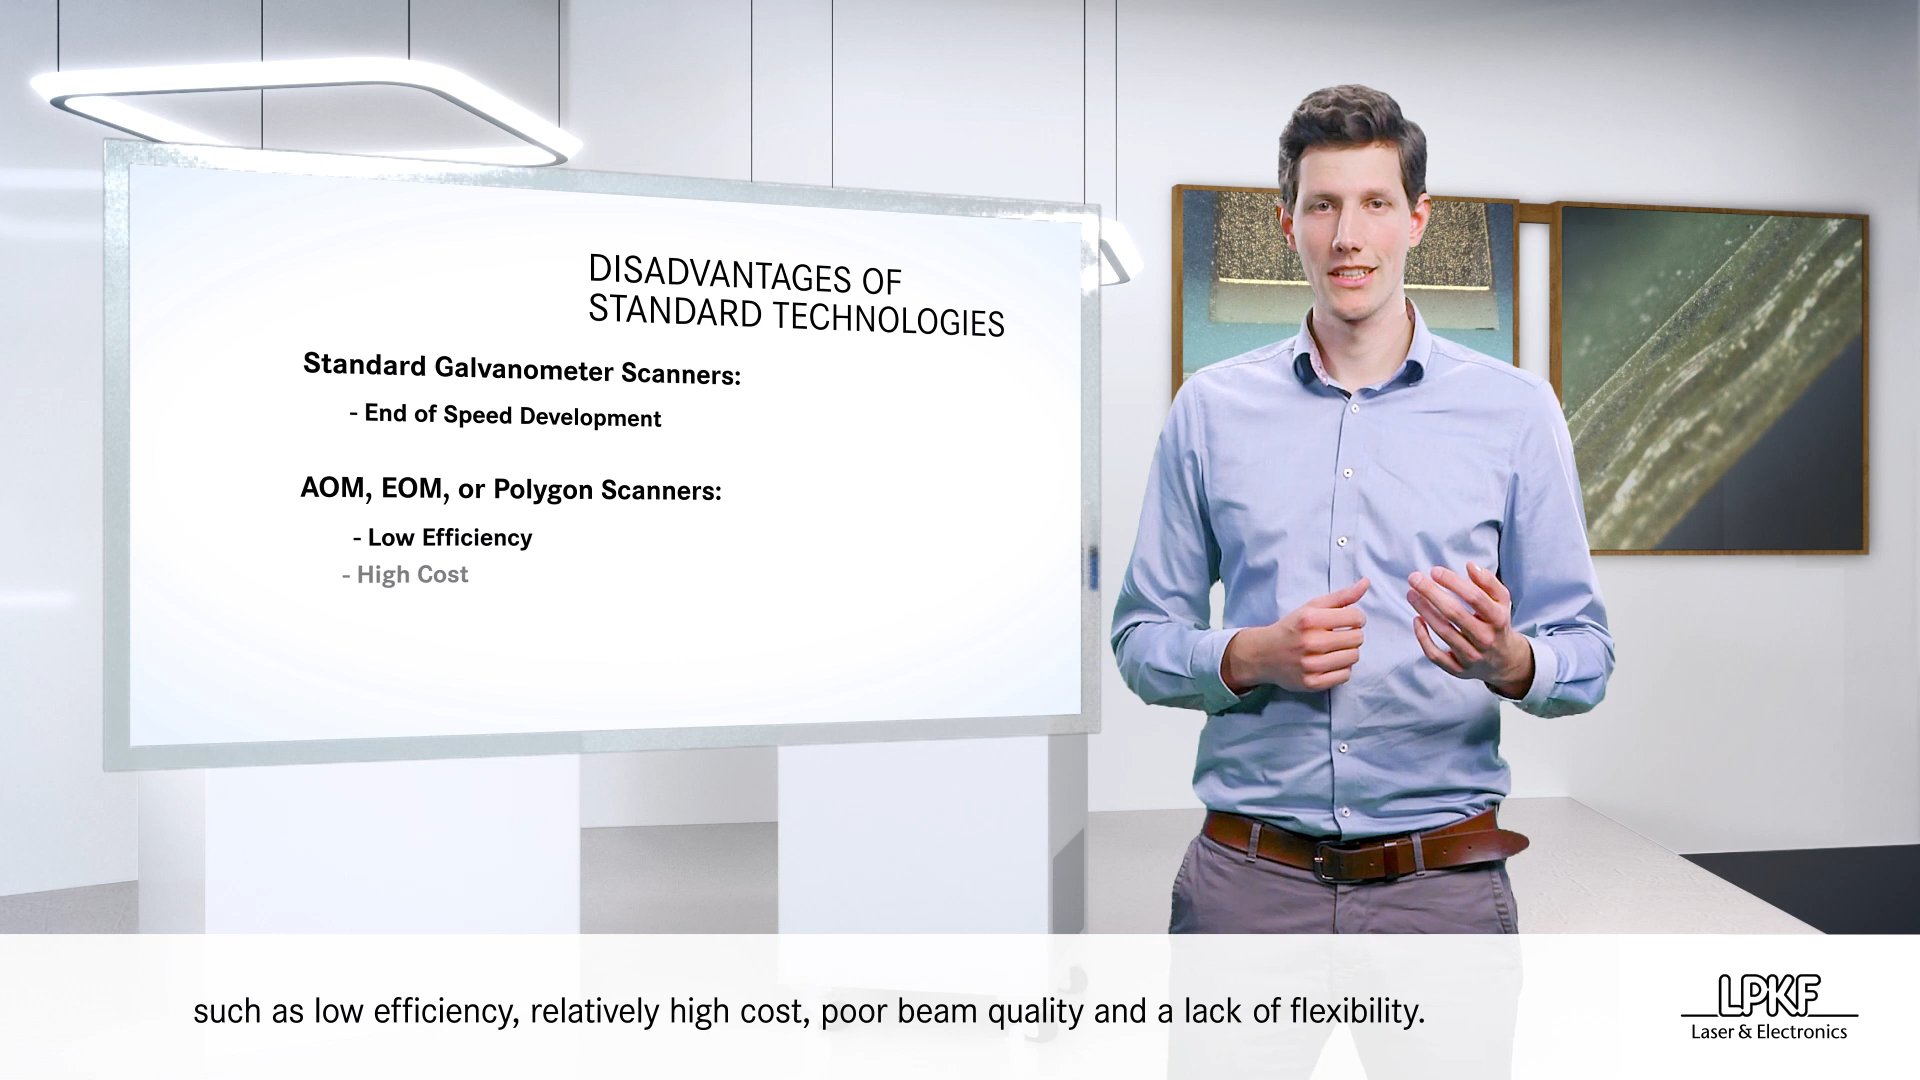 DISADVANTAGES OF
STANDARD TECHNOLOGIES
Standard Galvanometer Scanners:
- End of Speed Development
AOM, EOM, or Polygon Scanners:
- Low Efficiency
- High Cost
such as low efficiency, relatively high cost, poor beam quality and a lack of flexibility.
LPKF
Laser & Electronics